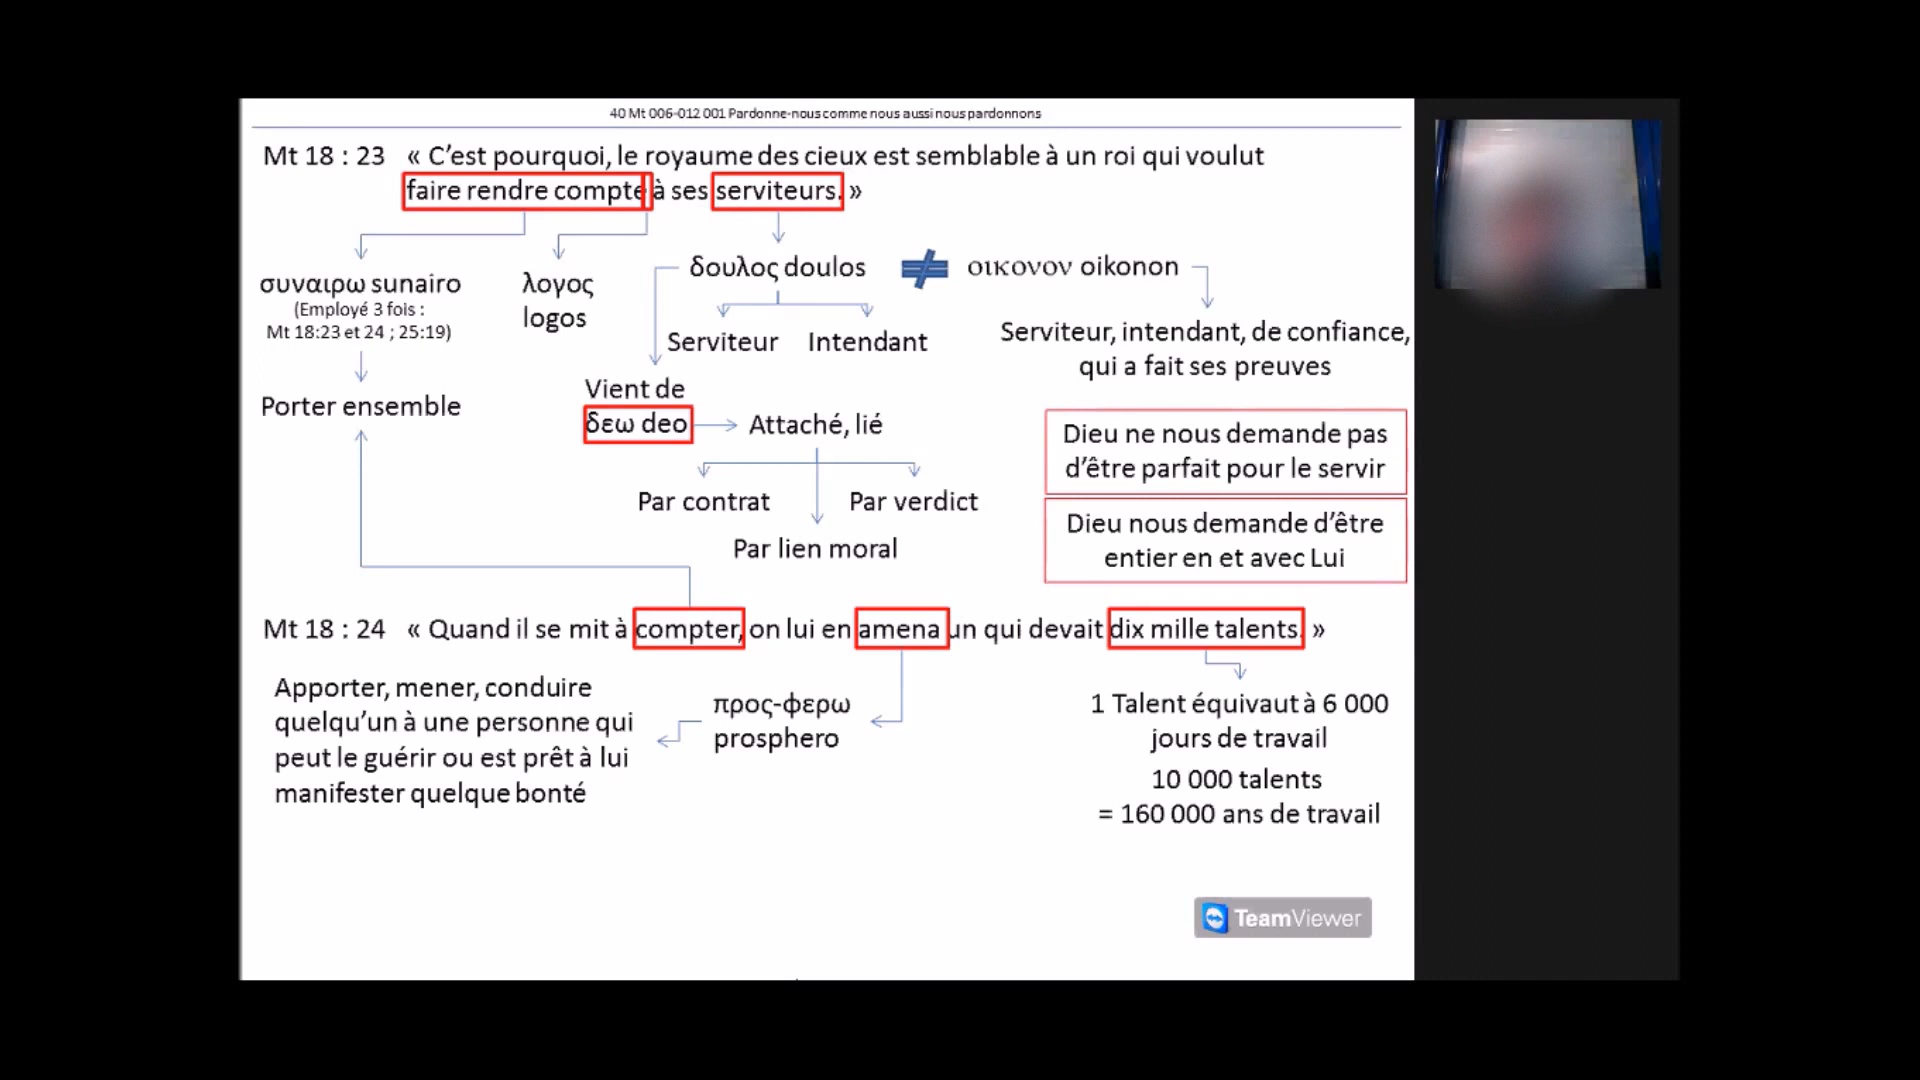 40 Mt 006-012 001 Pardonne-nous comme nous aussi nous pardonnons
Mt 18 : 23 « C’est pourquoi, le royaume des cieux est semblable à un roi qui voulut
faire rendre compte à ses serviteurs. »
συναιρω sunairo
(Employé 3 fois :
Mt 18:23 et 24 ; 25:19)
Porter ensemble
λογος
logos
δουλος doulos
≠
οικονον oikonon
Serviteur
Intendant
Serviteur, intendant, de confiance,
qui a fait ses preuves
Vient de
δεω deo
Attaché, lié
Par contrat
Par verdict
Par lien moral
Dieu ne nous demande pas
d’être parfait pour le servir
Dieu nous demande d’être
entier en et avec Lui
Mt 18 : 24 « Quand il se mit à compter, on lui en amena un qui devait dix mille talents. »
Apporter, mener, conduire
quelqu’un à une personne qui
peut le guérir ou est prêt à lui
manifester quelque bonté
προς-φερω
prosphero
1 Talent équivaut à 6 000
jours de travail
10 000 talents
= 160 000 ans de travail
TeamViewer